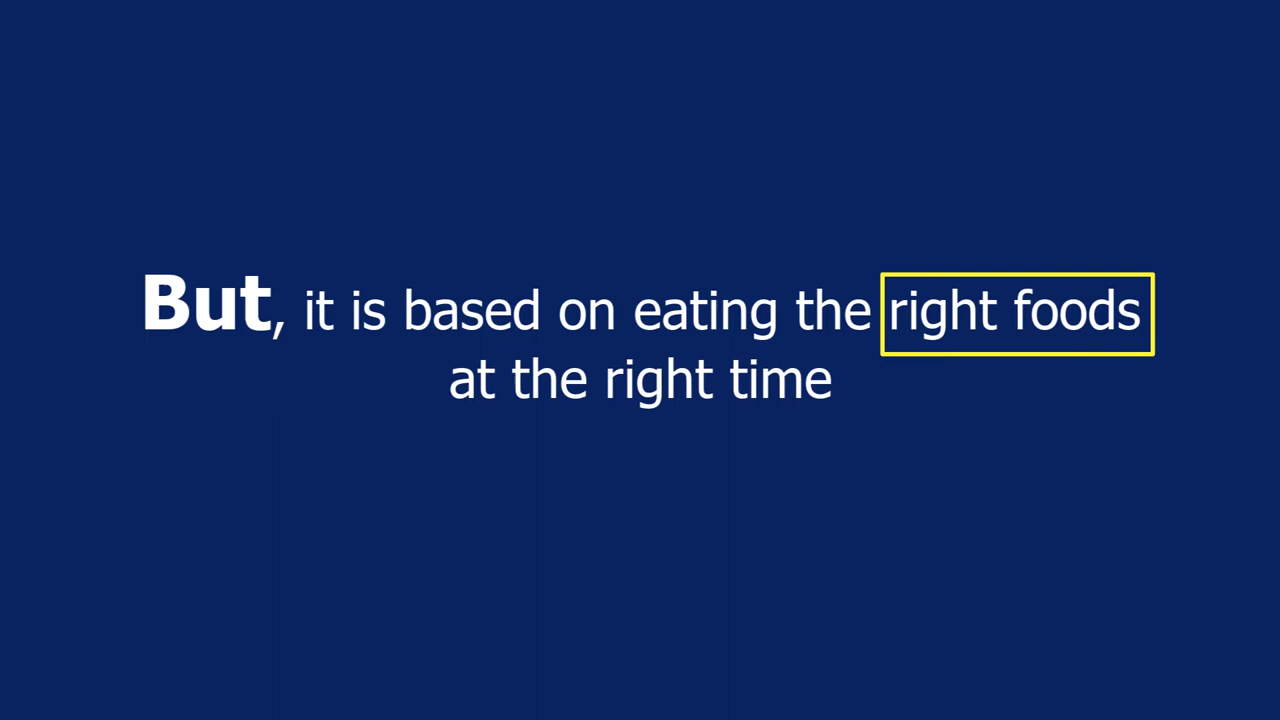 But, it is based on eating the right foods
at the right time